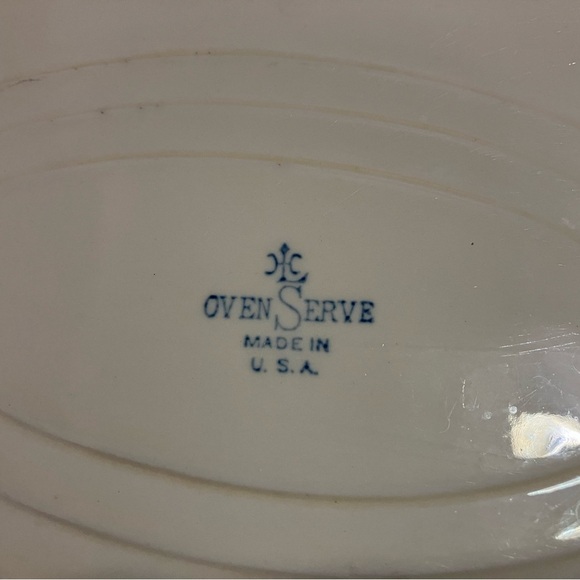 OVEN SERVE
MADE IN
U. S. A.